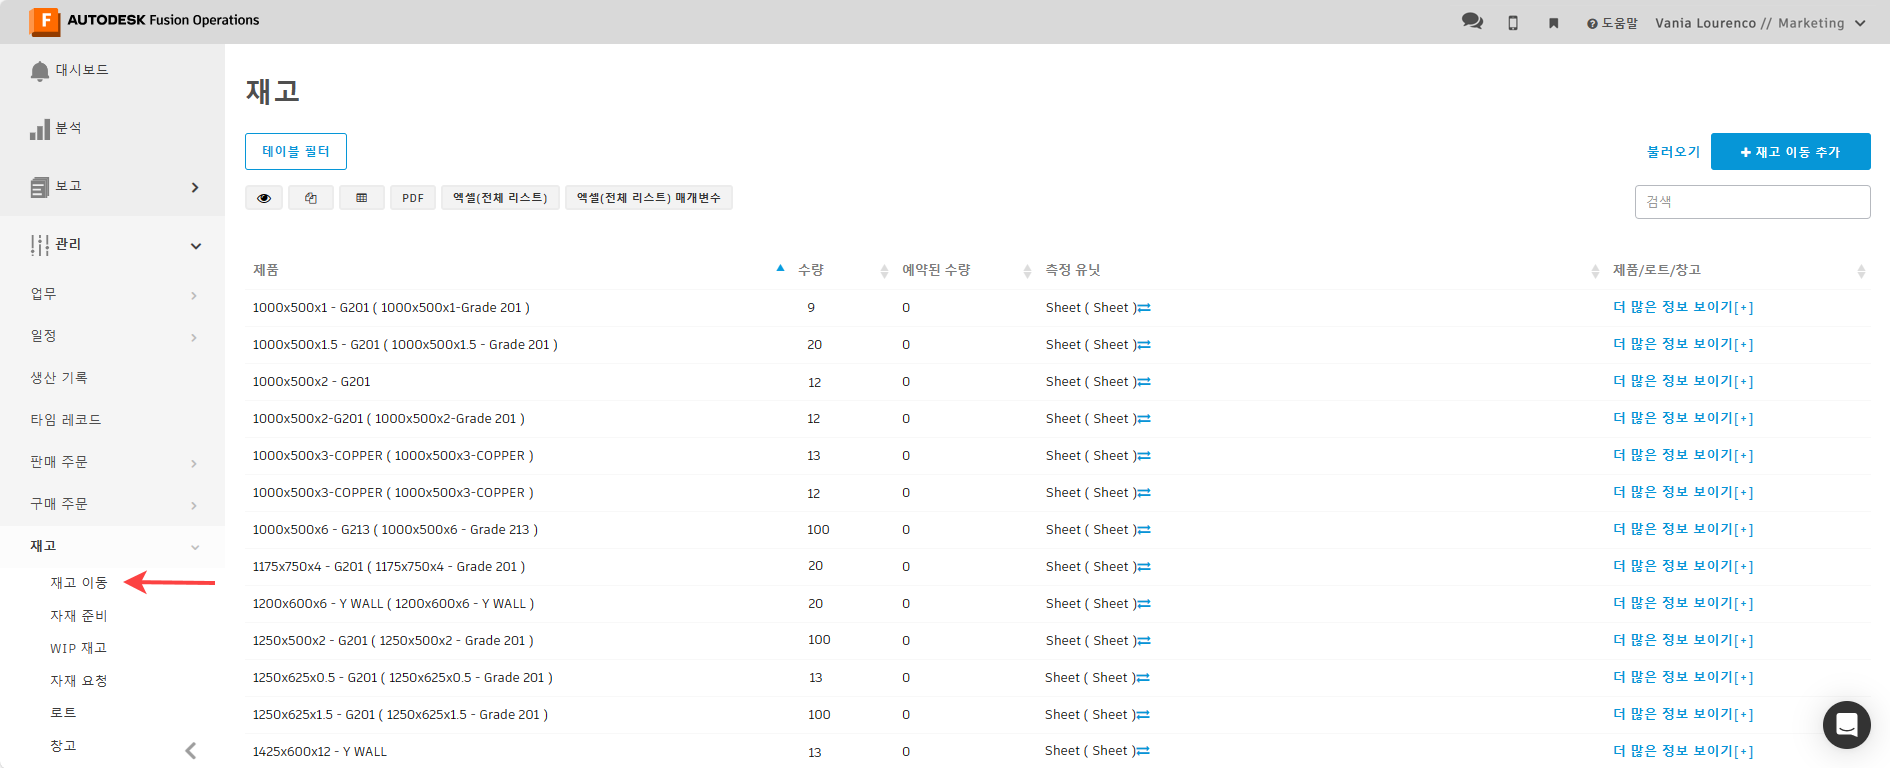 AUTODESK Fusion Operations
도움말
Vania Lourenco // Marketing
대시보드
분석
보고
관리
업무
일정
생산 기록
타임 레코드
판매 주문
구매 주문
재고
재고 이동
자재 준비
WIP 재고
자재 요청
로트
창고
재고
테이블 필터
불러오기
+ 재고 이동 추가
PDF
엑셀(전체 리스트)
엑셀(전체 리스트) 매개변수
검색
제품 수량 예약된 수량 측정 유닛 제품/로트/창고
1000x500x1 - G201 ( 1000x500x1-Grade 201 ) 9 0 Sheet ( Sheet ) 더 많은 정보 보이기[+]
1000x500x1.5 - G201 ( 1000x500x1.5 - Grade 201 ) 20 0 Sheet ( Sheet ) 더 많은 정보 보이기[+]
1000x500x2 - G201 12 0 Sheet ( Sheet ) 더 많은 정보 보이기[+]
1000x500x2-G201 ( 1000x500x2-Grade 201 ) 12 0 Sheet ( Sheet ) 더 많은 정보 보이기[+]
1000x500x3-COPPER ( 1000x500x3-COPPER ) 13 0 Sheet ( Sheet ) 더 많은 정보 보이기[+]
1000x500x3-COPPER ( 1000x500x3-COPPER ) 12 0 Sheet ( Sheet ) 더 많은 정보 보이기[+]
1000x500x6 - G213 ( 1000x500x6 - Grade 213 ) 100 0 Sheet ( Sheet ) 더 많은 정보 보이기[+]
1175x750x4 - G201 ( 1175x750x4 - Grade 201 ) 20 0 Sheet ( Sheet ) 더 많은 정보 보이기[+]
1200x600x6 - Y WALL ( 1200x600x6 - Y WALL ) 20 0 Sheet ( Sheet ) 더 많은 정보 보이기[+]
1250x500x2 - G201 ( 1250x500x2 - Grade 201 ) 100 0 Sheet ( Sheet ) 더 많은 정보 보이기[+]
1250x625x0.5 - G201 ( 1250x625x0.5 - Grade 201 ) 13 0 Sheet ( Sheet ) 더 많은 정보 보이기[+]
1250x625x1.5 - G201 ( 1250x625x1.5 - Grade 201 ) 100 0 Sheet ( Sheet ) 더 많은 정보 보이기[+]
1425x600x12 - Y WALL 13 0 Sheet ( Sheet ) 더 많은 정보 보이기[+]